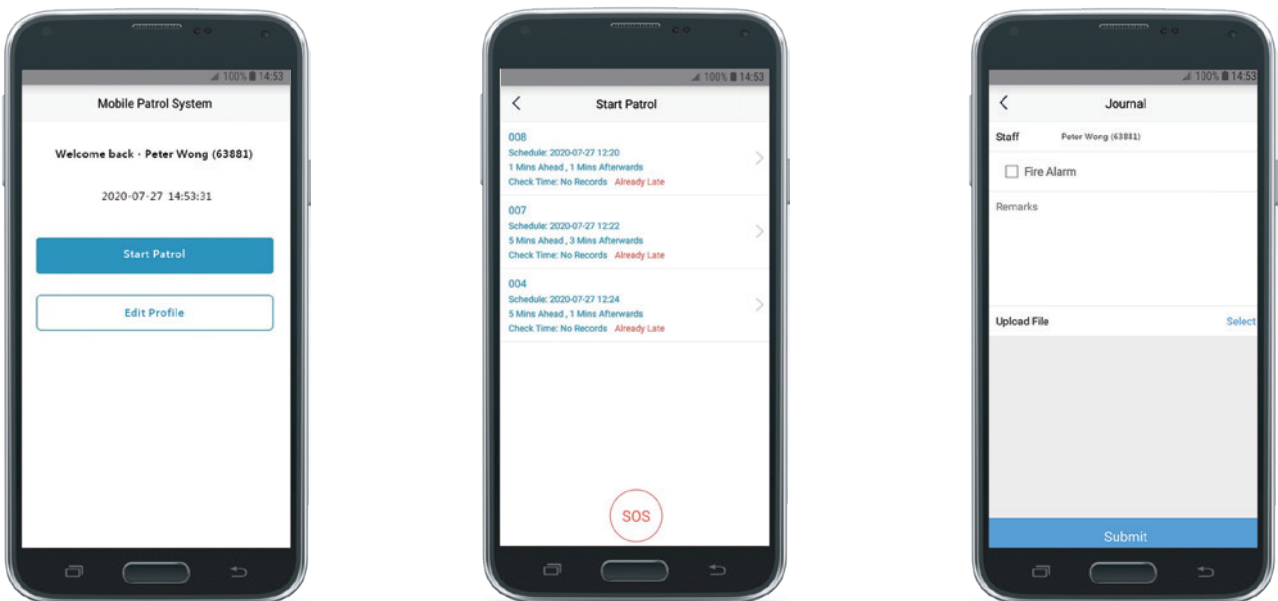 100% 14:53
Mobile Patrol System
Welcome back · Peter Wong (63881)
2020-07-27 14:53:31
Start Patrol
Edit Profile
100% 14:53
Start Patrol
008
Schedule: 2020-07-27 12:20
1 Mins Ahead , 1 Mins Afterwards
Check Time: No Records Already Late
007
Schedule: 2020-07-27 12:22
5 Mins Ahead , 3 Mins Afterwards
Check Time: No Records Already Late
004
Schedule: 2020-07-27 12:24
5 Mins Ahead , 1 Mins Afterwards
Check Time: No Records Already Late
SOS
100% 14:53
Journal
Staff Peter Wong (63881)
Fire Alarm
Remarks
Upload File Select
Submit